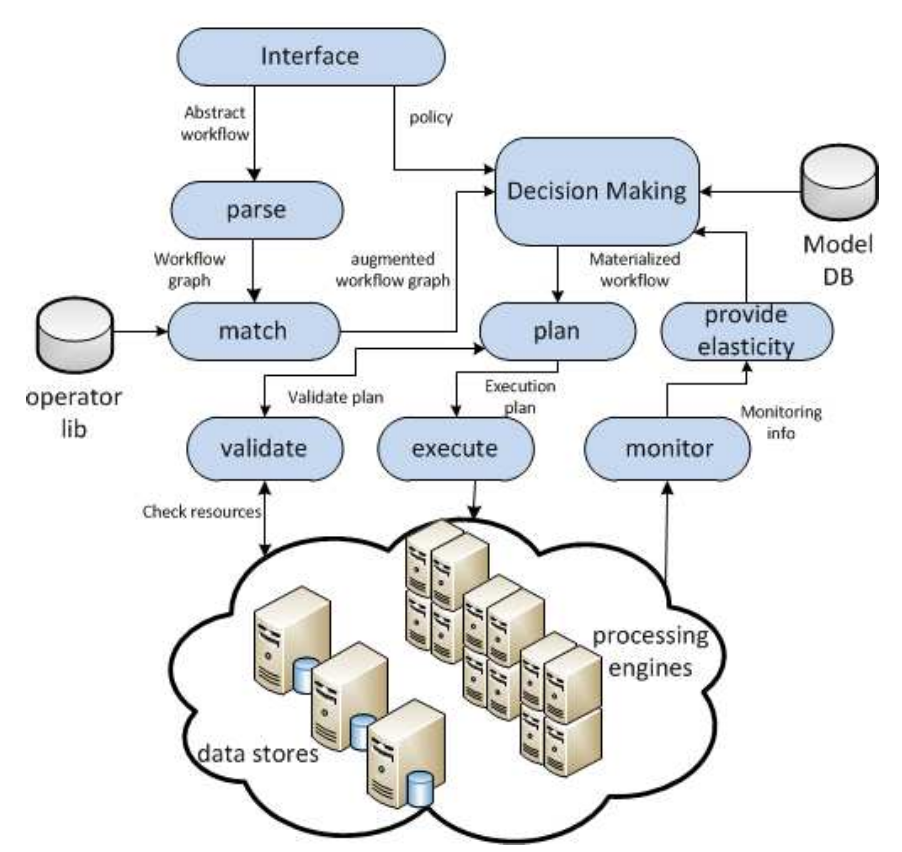 Interface
Abstract
workflow
policy
Decision Making
parse
Model
DB
Workflow
graph
augmented
workflow graph
Materialized
workflow
match
plan
provide
elasticity
operator
lib
Validate plan
Execution
plan
Monitoring
info
validate
execute
monitor
Check resources
processing
engines
data stores